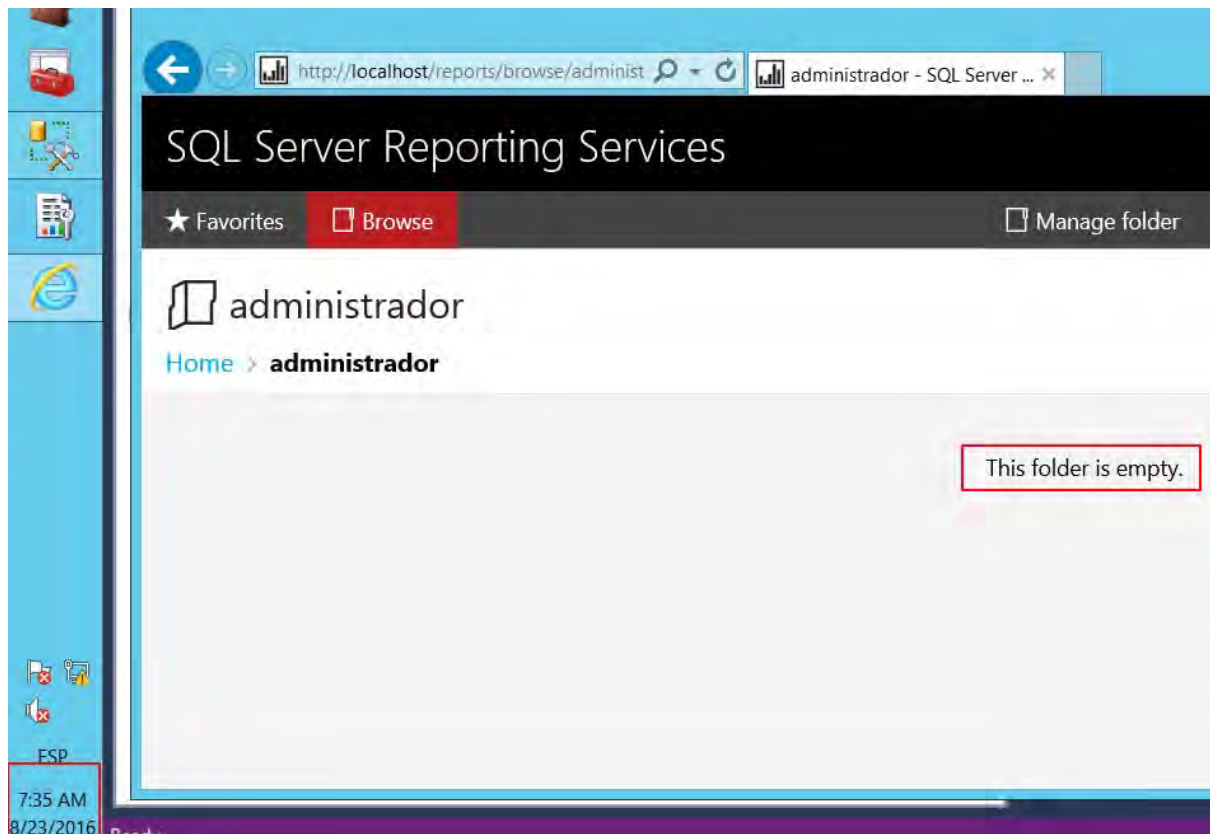 http://localhost/reports/browse/administ
administrador - SQL Server ...
SQL Server Reporting Services
Favorites
Browse
Manage folder
administrador
Home > administrador
This folder is empty.
ESP
7:35 AM
8/23/2016
Ready